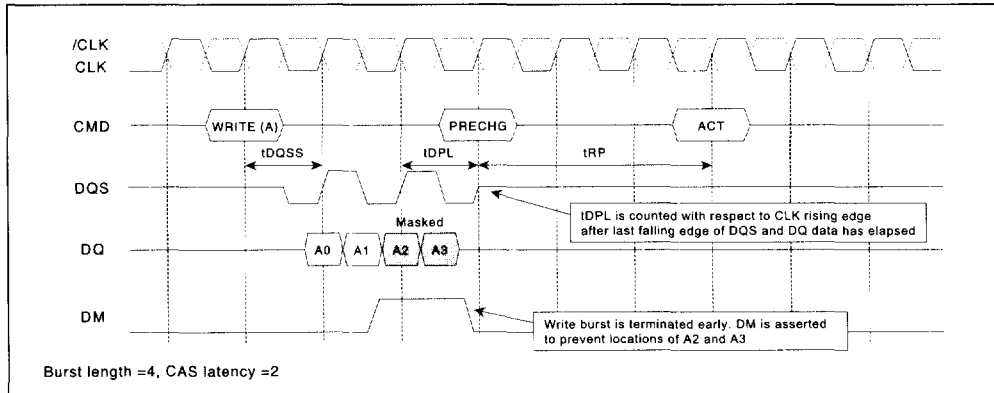 /CLK
CLK
CMD
WRITE (A)
PRECHG
ACT
tDQSS
tDPL
tRP
DQS
tDPL is counted with respect to CLK rising edge
after last falling edge of DQS and DQ data has elapsed
Masked
DQ
A0
A1
A2
A3
DM
Write burst is terminated early. DM is asserted
to prevent locations of A2 and A3
Burst length =4, CAS latency =2